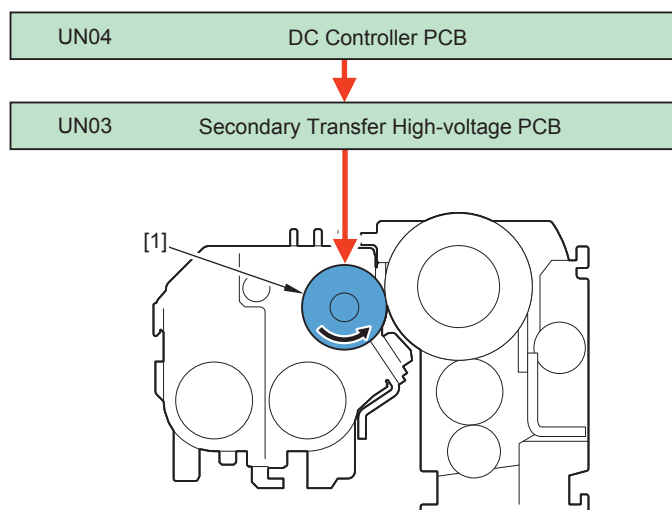 UN04 DC Controller PCB
UN03 Secondary Transfer High-voltage PCB
[1]